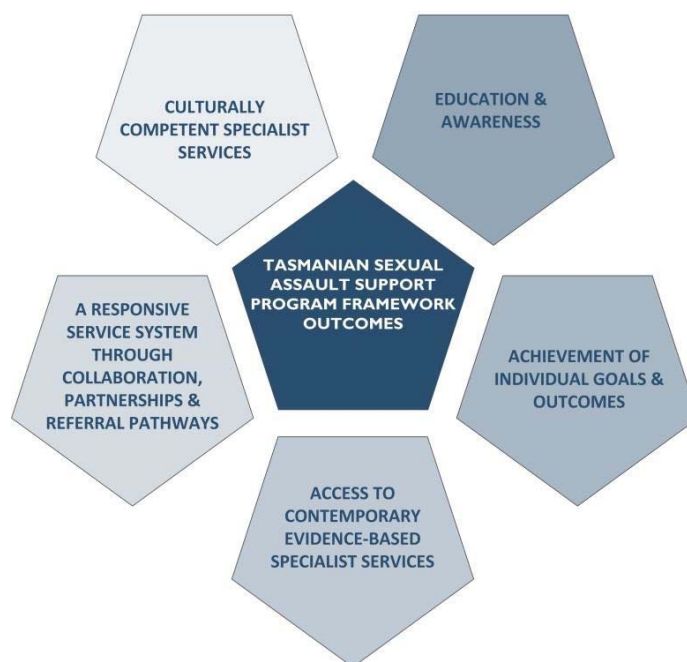 CULTURALLY
COMPETENT SPECIALIST
SERVICES
EDUCATION &
AWARENESS
TASMANIAN SEXUAL
ASSAULT SUPPORT
PROGRAM FRAMEWORK
OUTCOMES
A RESPONSIVE
SERVICE SYSTEM
THROUGH
COLLABORATION,
PARTNERSHIPS &
REFERRAL PATHWAYS
ACHIEVEMENT OF
INDIVIDUAL GOALS &
OUTCOMES
ACCESS TO
CONTEMPORARY
EVIDENCE-BASED
SPECIALIST SERVICES